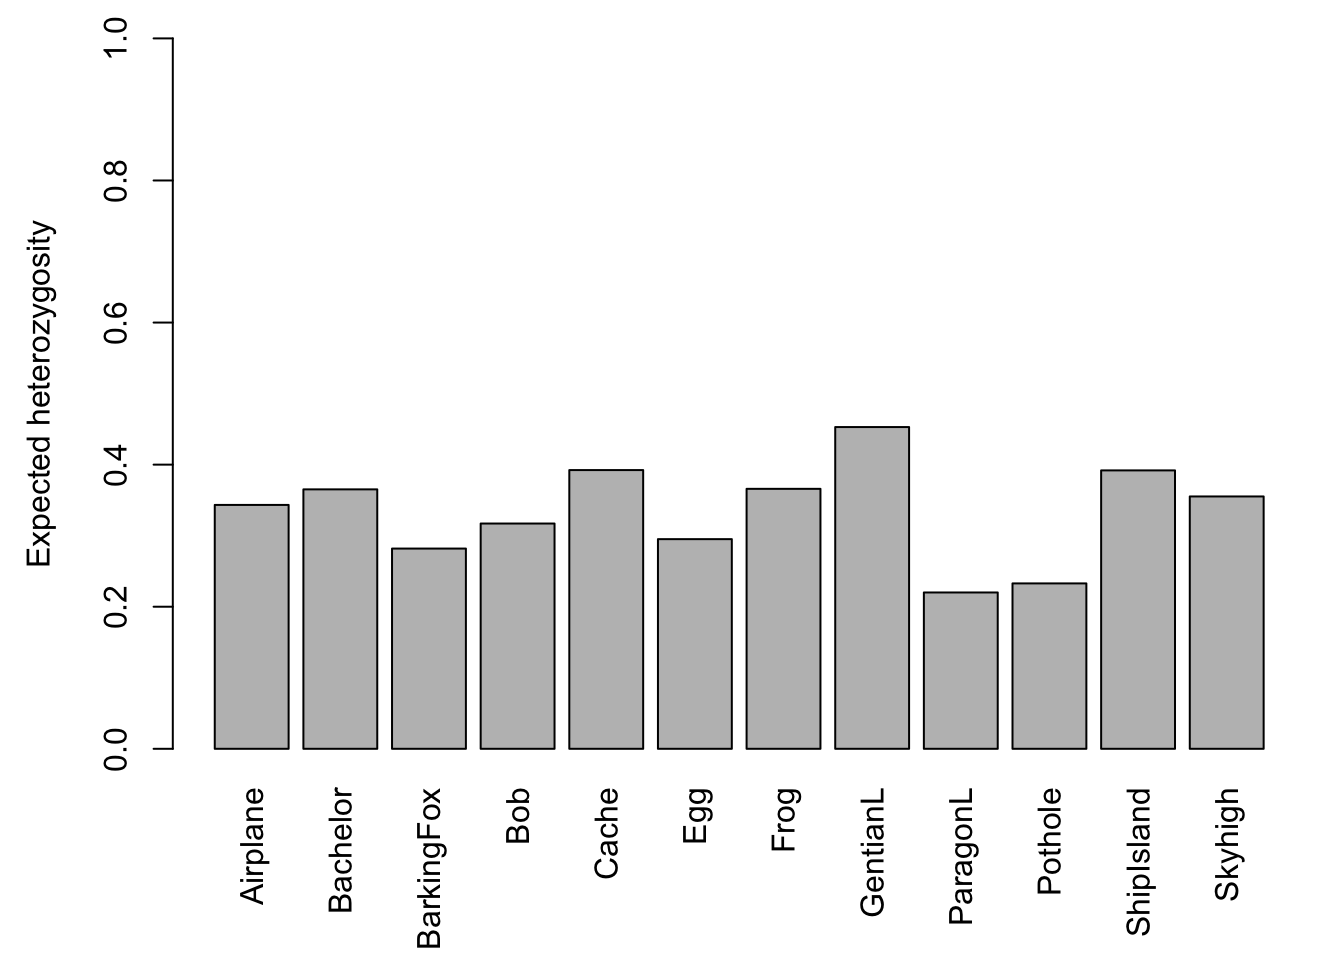 Expected heterozygosity
1.0
0.8
0.6
0.4
0.2
0.0
Airplane
Bachelor
BarkingFox
Bob
Cache
Egg
Frog
GentianL
ParagonL
Pothole
ShipIsland
Skyhigh